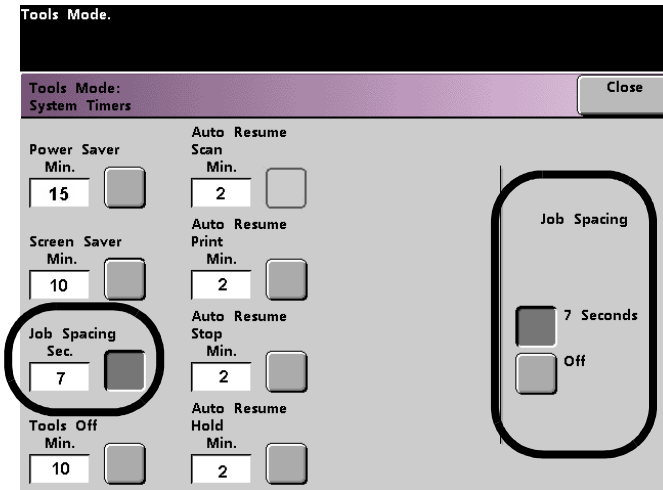 Tools Mode.
Tools Mode:
System Timers
Close
Power Saver
Min.
15
Auto Resume
Scan
Min.
2
Screen Saver
Min.
10
Auto Resume
Print
Min.
2
Job Spacing
Sec.
7
Auto Resume
Stop
Min.
2
Tools Off
Min.
10
Auto Resume
Hold
Min.
2
Job Spacing
7 Seconds
Off